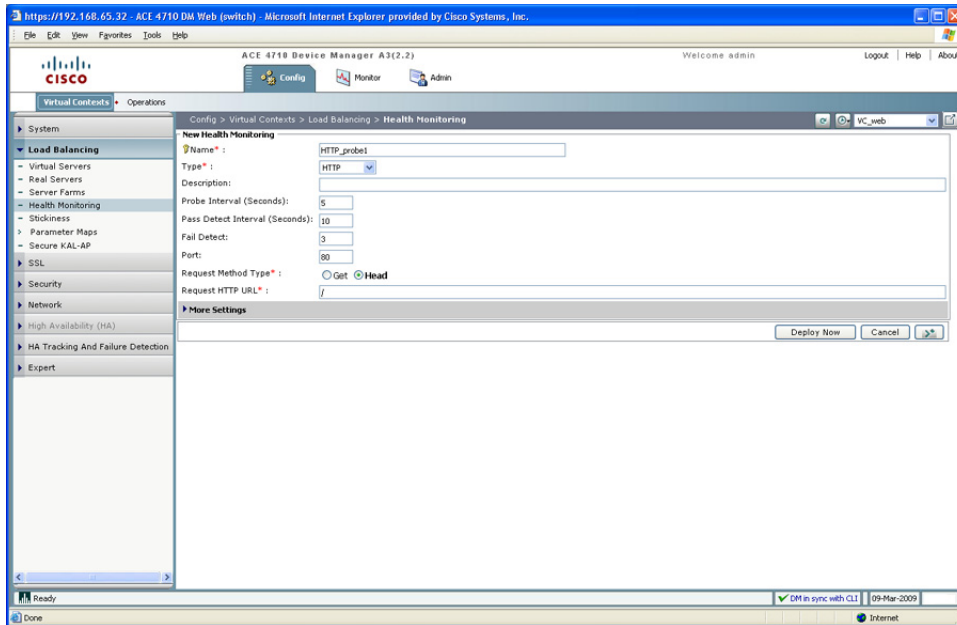 https://192.168.65.32 - ACE 4710 DM Web (switch) - Microsoft Internet Explorer provided by Cisco Systems, Inc.
File Edit View Favorites Tools Help
CISCO
ACE 4710 Device Manager A3(2.2)
Welcome admin
Logout | Help | Abou
Config Monitor Admin
Virtual Contexts Operations
Config > Virtual Contexts > Load Balancing > Health Monitoring
VC_web
System
Load Balancing
Virtual Servers
Real Servers
Server Farms
Health Monitoring
Stickiness
Parameter Maps
Secure KAL-AP
SSL
Security
Network
High Availability (HA)
HA Tracking And Failure Detection
Expert
New Health Monitoring
Name* : HTTP_probe1
Type* : HTTP
Description:
Probe Interval (Seconds): 5
Pass Detect Interval (Seconds): 10
Fail Detect: 3
Port: 80
Request Method Type* : Get Head
Request HTTP URL* : /
More Settings
Deploy Now Cancel
Ready
DM in sync with CLI 09-Mar-2009
Done
Internet